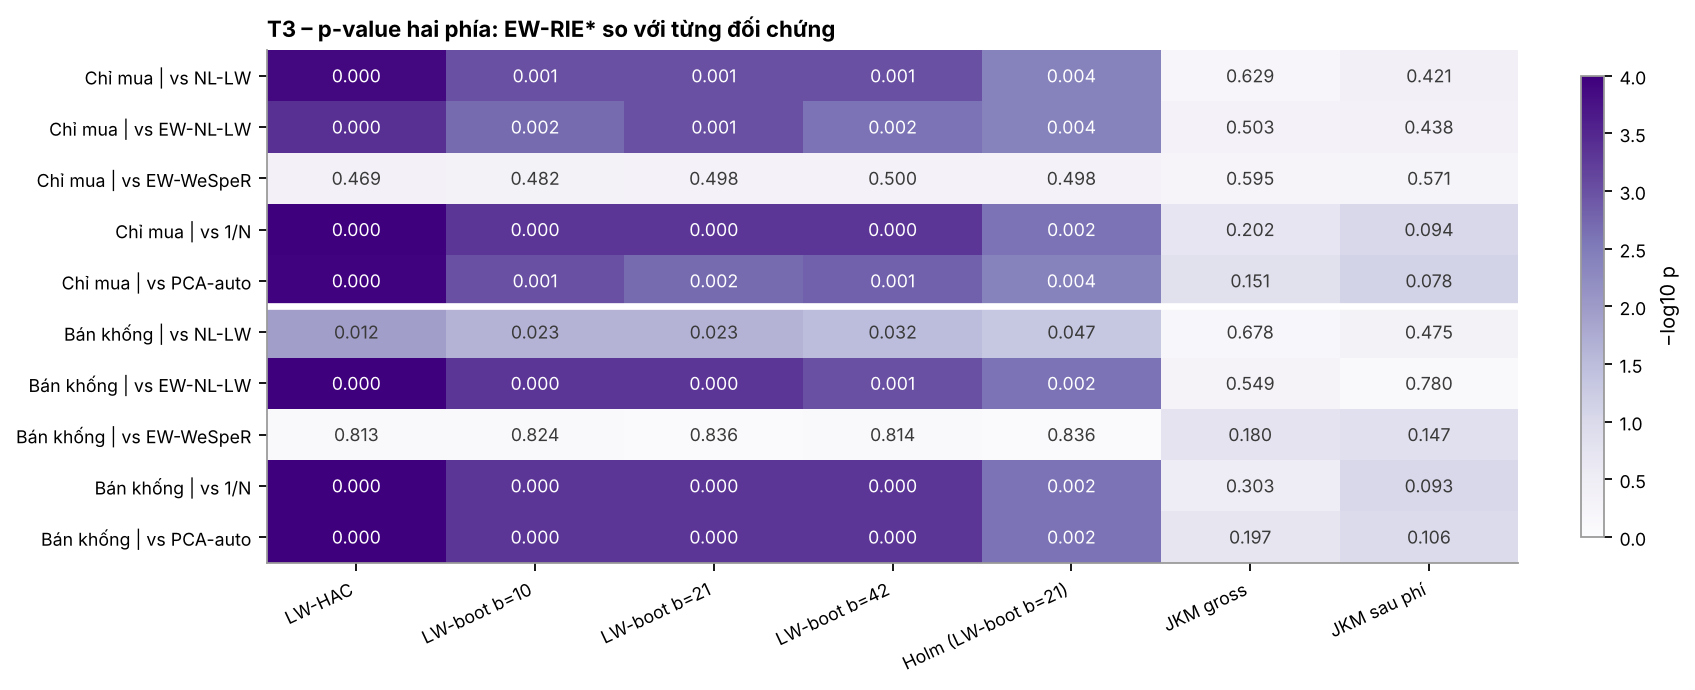 T3 – p-value hai phía: EW-RIE* so với từng đối chứng
Chỉ mua | vs NL-LW 0.000 0.001 0.001 0.001 0.004 0.629 0.421
Chỉ mua | vs EW-NL-LW 0.000 0.002 0.001 0.002 0.004 0.503 0.438
Chỉ mua | vs EW-WeSpeR 0.469 0.482 0.498 0.500 0.498 0.595 0.571
Chỉ mua | vs 1/N 0.000 0.000 0.000 0.000 0.002 0.202 0.094
Chỉ mua | vs PCA-auto 0.000 0.001 0.002 0.001 0.004 0.151 0.078
Bán khống | vs NL-LW 0.012 0.023 0.023 0.032 0.047 0.678 0.475
Bán khống | vs EW-NL-LW 0.000 0.000 0.000 0.001 0.002 0.549 0.780
Bán khống | vs EW-WeSpeR 0.813 0.824 0.836 0.814 0.836 0.180 0.147
Bán khống | vs 1/N 0.000 0.000 0.000 0.000 0.002 0.303 0.093
Bán khống | vs PCA-auto 0.000 0.000 0.000 0.000 0.002 0.197 0.106
LW-HAC
LW-boot b=10
LW-boot b=21
LW-boot b=42
Holm (LW-boot b=21)
JKM gross
JKM sau phí
4.0
3.5
3.0
2.5
2.0
1.5
1.0
0.5
0.0
−log10 p